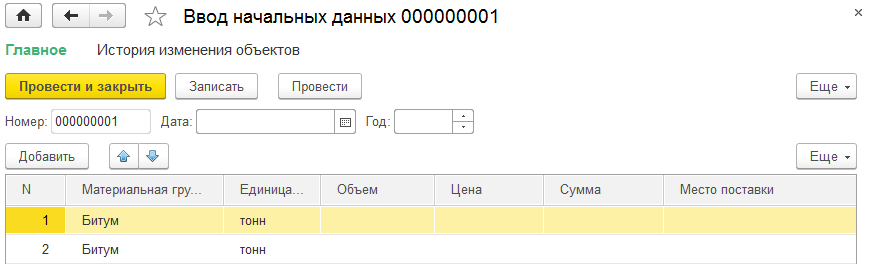 Ввод начальных данных 000000001
Главное История изменения объектов
Провести и закрыть Записать Провести Еще
Номер: 000000001 Дата: Год:
Добавить Еще
N Материальная гру... Единица... Объем Цена Сумма Место поставки
1 Битум тонн
2 Битум тонн